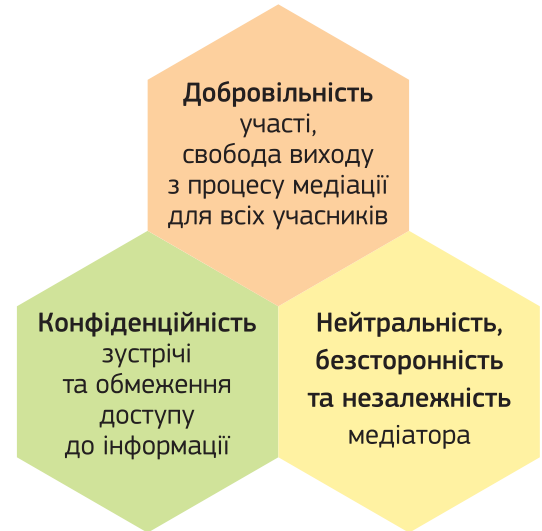 Добровільність
участі,
свобода виходу
з процесу медіації
для всіх учасників
Конфіденційність
зустрічі
та обмеження
доступу
до інформації
Нейтральність,
безсторонність
та незалежність
медіатора